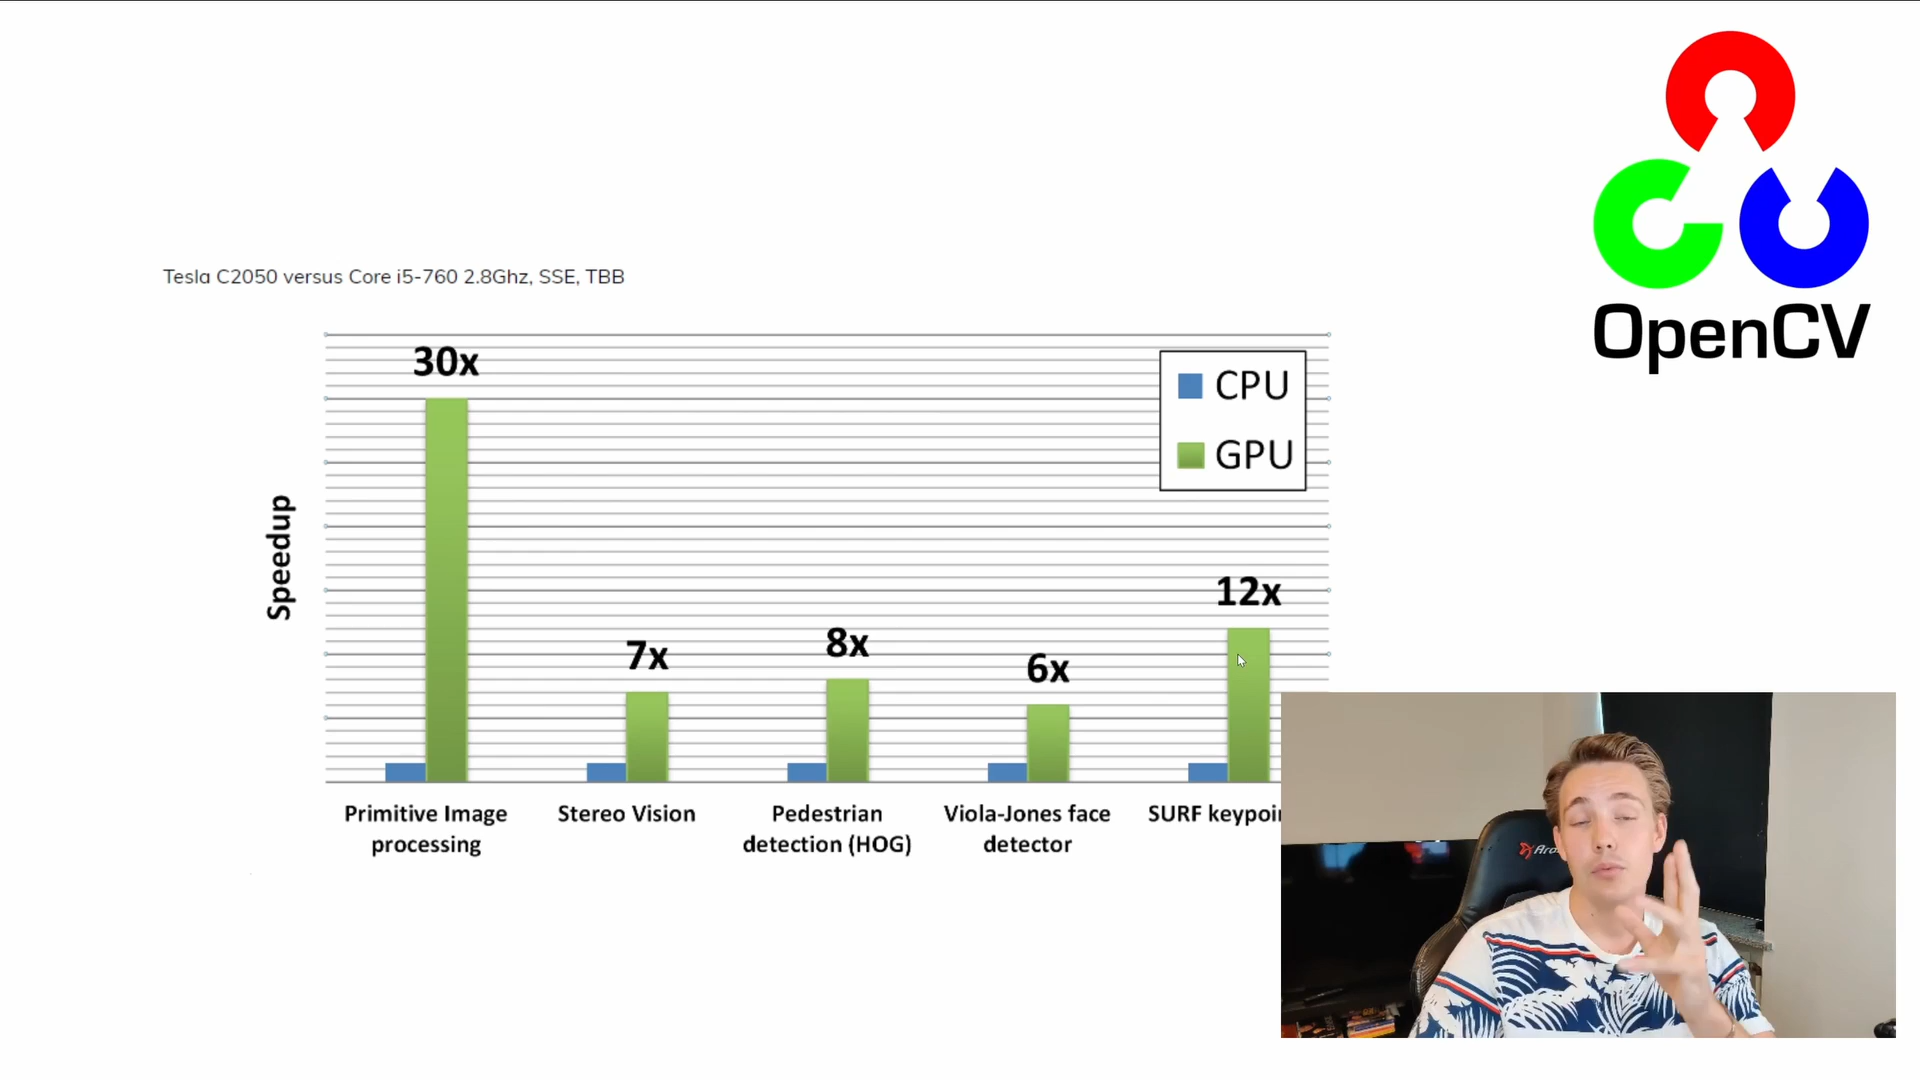 OpenCV
Tesla C2050 versus Core i5-760 2.8Ghz, SSE, TBB
Speedup
30x
7x
8x
6x
12x
CPU
GPU
Primitive Image
processing
Stereo Vision
Pedestrian
detection (HOG)
Viola-Jones face
detector
SURF